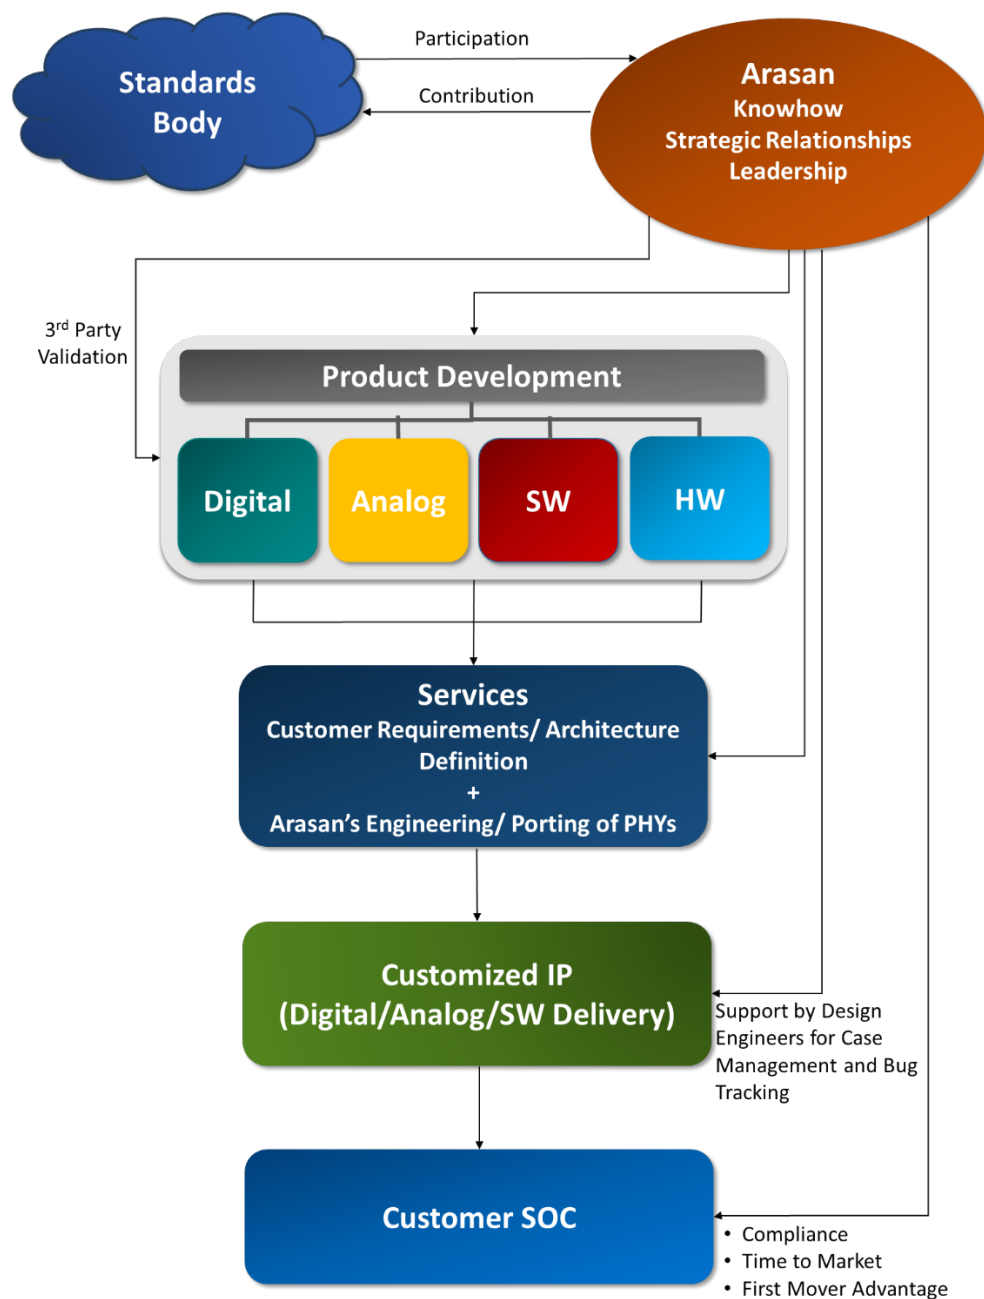 Standards
Body
Participation
Contribution
Arasan
Knowhow
Strategic Relationships
Leadership
3rd Party
Validation
Product Development
Digital
Analog
SW
HW
Services
Customer Requirements/ Architecture
Definition
+
Arasan's Engineering/ Porting of PHYs
Customized IP
(Digital/Analog/SW Delivery)
Support by Design
Engineers for Case
Management and Bug
Tracking
Customer SOC
• Compliance
• Time to Market
• First Mover Advantage